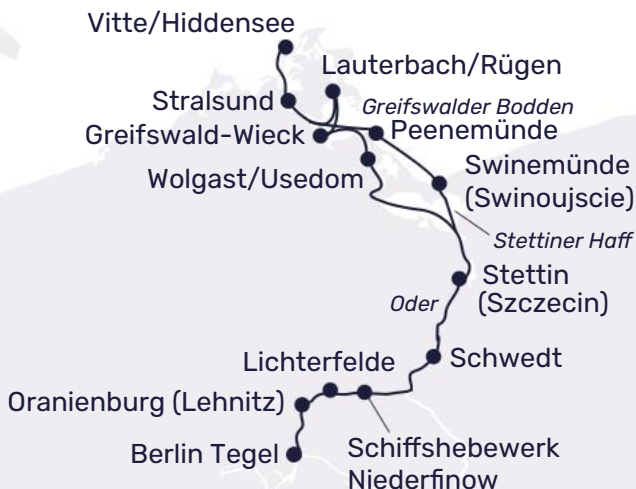 Vitte/Hiddensee
Lauterbach/Rügen
Stralsund
Greifswalder Bodden
Greifswald-Wieck
Peenemünde
Wolgast/Usedom
Swinemünde
(Swinoujscie)
Stettiner Haff
Stettin
(Szczecin)
Oder
Schwedt
Lichterfelde
Oranienburg (Lehnitz)
Berlin Tegel
Schiffshebewerk
Niederfinow